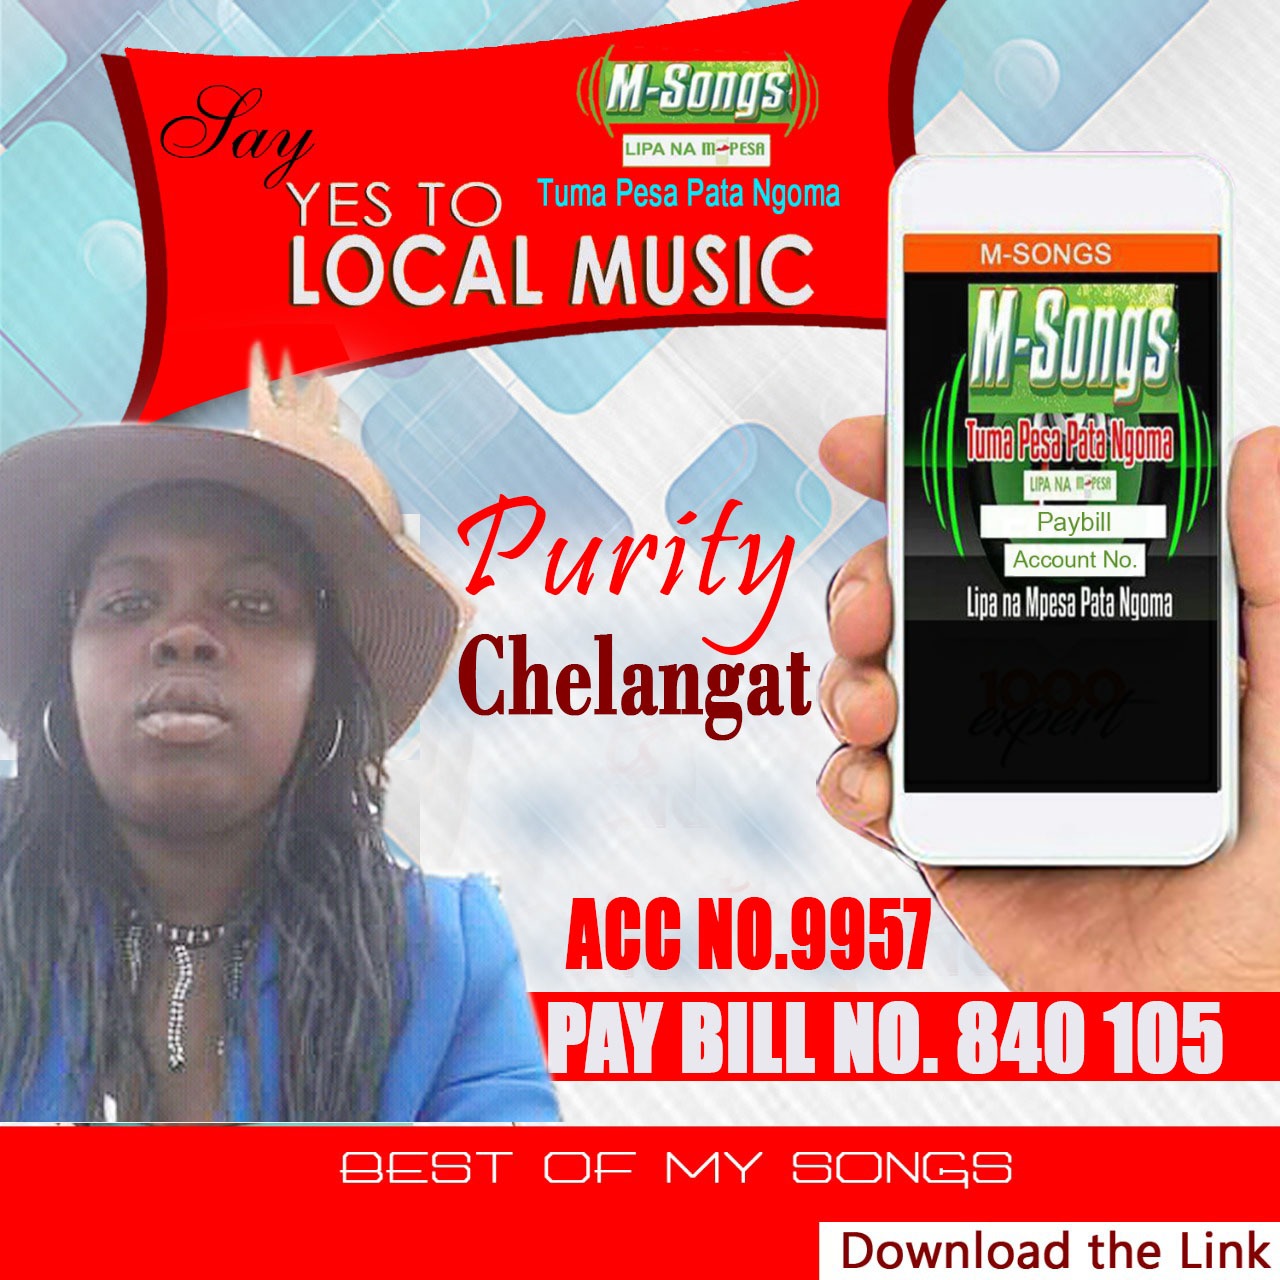 Say
YES TO
LOCAL MUSIC
M-Songs
LIPA NA M-PESA
Tuma Pesa Pata Ngoma
M-SONGS
M-Songs
Tuma Pesa Pata Ngoma
LIPA NA M-PESA
Paybill
Account No.
Lipa na Mpesa Pata Ngoma
1000
expert
Purity
Chelangat
ACC NO.9957
PAY BILL NO. 840 105
BEST OF MY SONGS
Download the Link